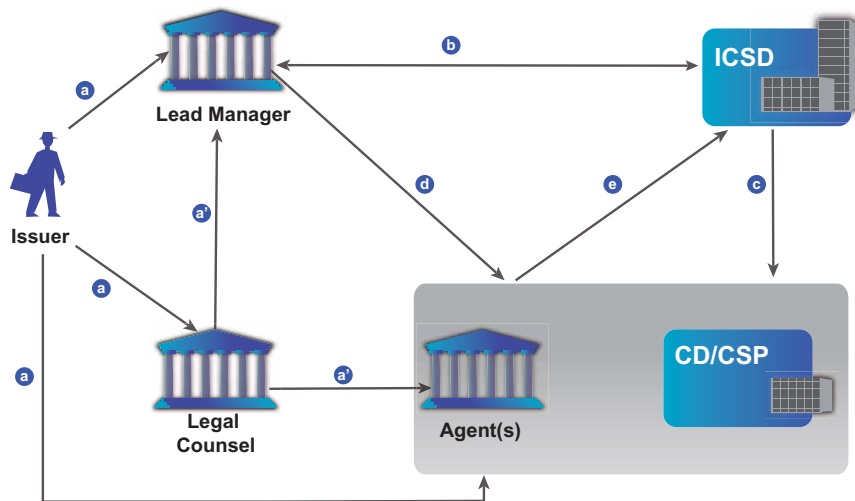 b
ICSD
a
Lead Manager
d
e
c
a’
Issuer
a
CD/CSP
a
a’
Legal
Counsel
Agent(s)